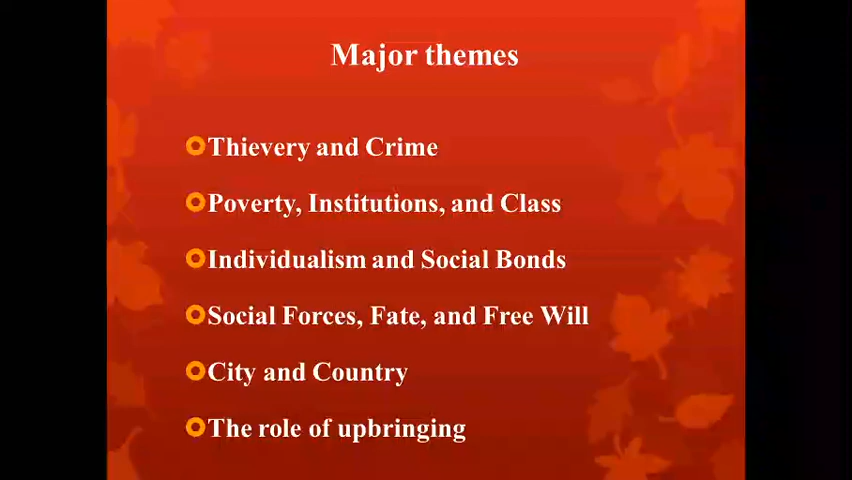 Major themes
Thievery and Crime
Poverty, Institutions, and Class
Individualism and Social Bonds
Social Forces, Fate, and Free Will
City and Country
The role of upbringing